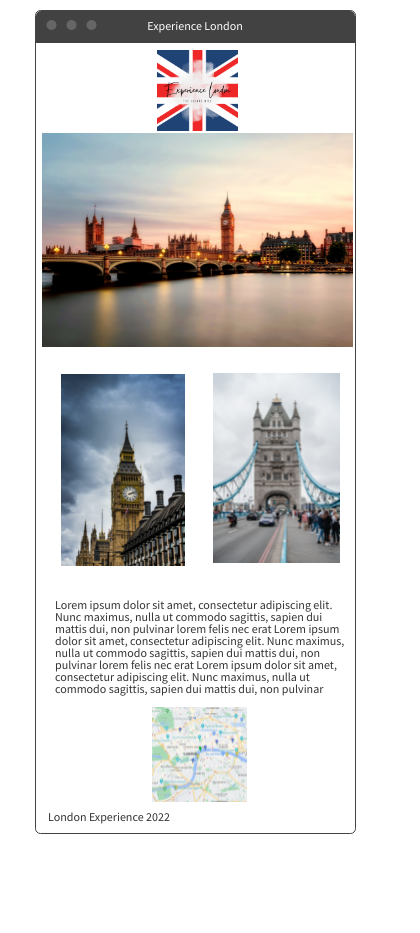 Experience London
Experience London
Lorem ipsum dolor sit amet, consectetur adipiscing elit.
Nunc maximus, nulla ut commodo sagittis, sapien dui
mattis dui, non pulvinar lorem felis nec erat Lorem ipsum
dolor sit amet, consectetur adipiscing elit. Nunc maximus,
nulla ut commodo sagittis, sapien dui mattis dui, non
pulvinar lorem felis nec erat Lorem ipsum dolor sit amet,
consectetur adipiscing elit. Nunc maximus, nulla ut
commodo sagittis, sapien dui mattis dui, non pulvinar
London Experience 2022